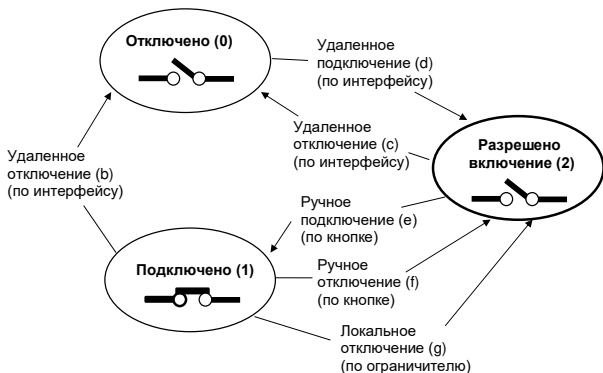 Отключено (0)
Удаленное
подключение (d)
(по интерфейсу)
Удаленное
отключение (c)
(по интерфейсу)
Разрешено
включение (2)
Удаленное
отключение (b)
(по интерфейсу)
Ручное
подключение (e)
(по кнопке)
Подключено (1)
Ручное
отключение (f)
(по кнопке)
Локальное
отключение (g)
(по ограничителю)